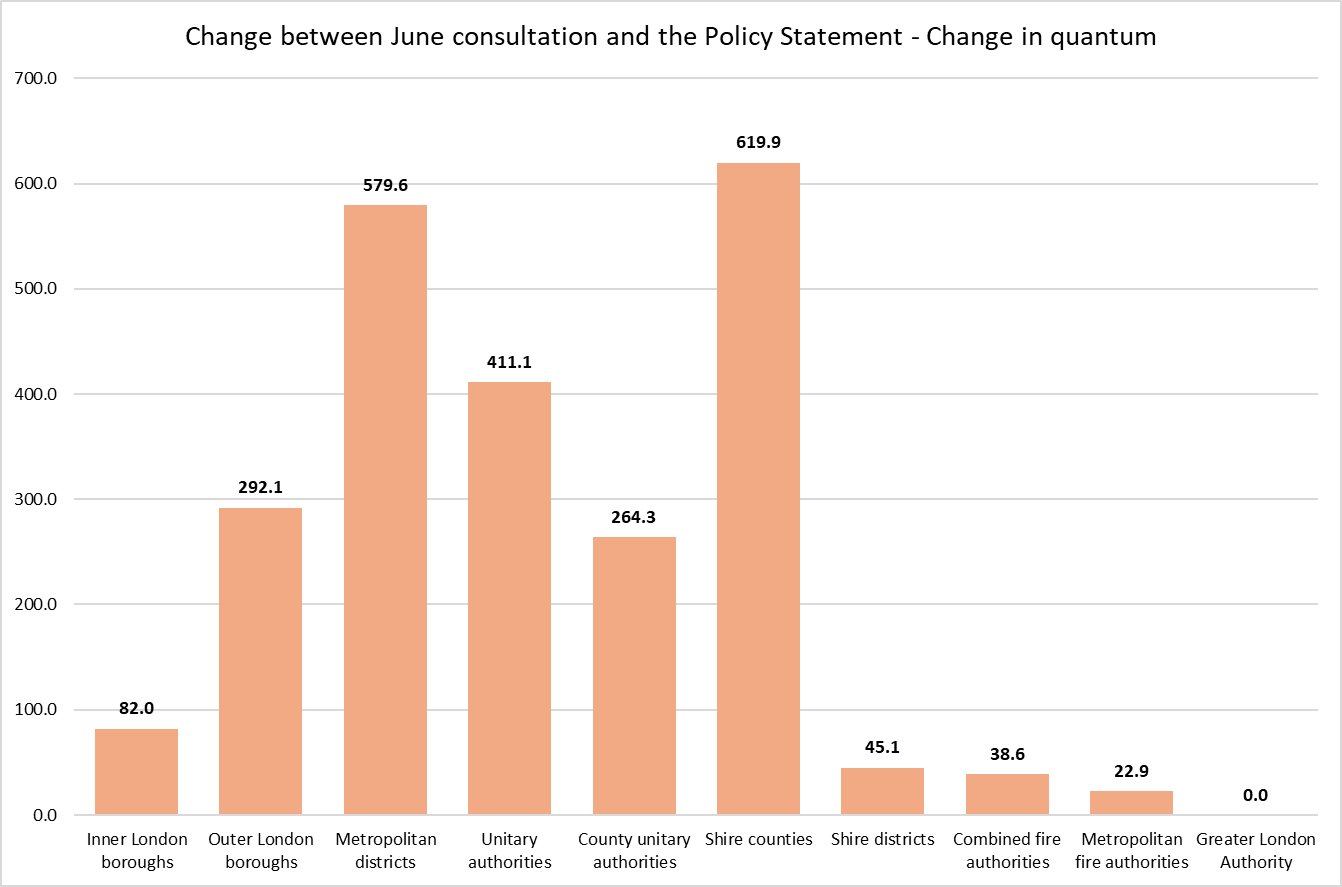 Change between June consultation and the Policy Statement - Change in quantum
700.0
600.0
500.0
400.0
300.0
200.0
100.0
0.0
82.0
292.1
579.6
411.1
264.3
619.9
45.1
38.6
22.9
0.0
Inner London
boroughs
Outer London
boroughs
Metropolitan
districts
Unitary
authorities
County unitary
authorities
Shire counties
Shire districts
Combined fire
authorities
Metropolitan
fire authorities
Greater London
Authority